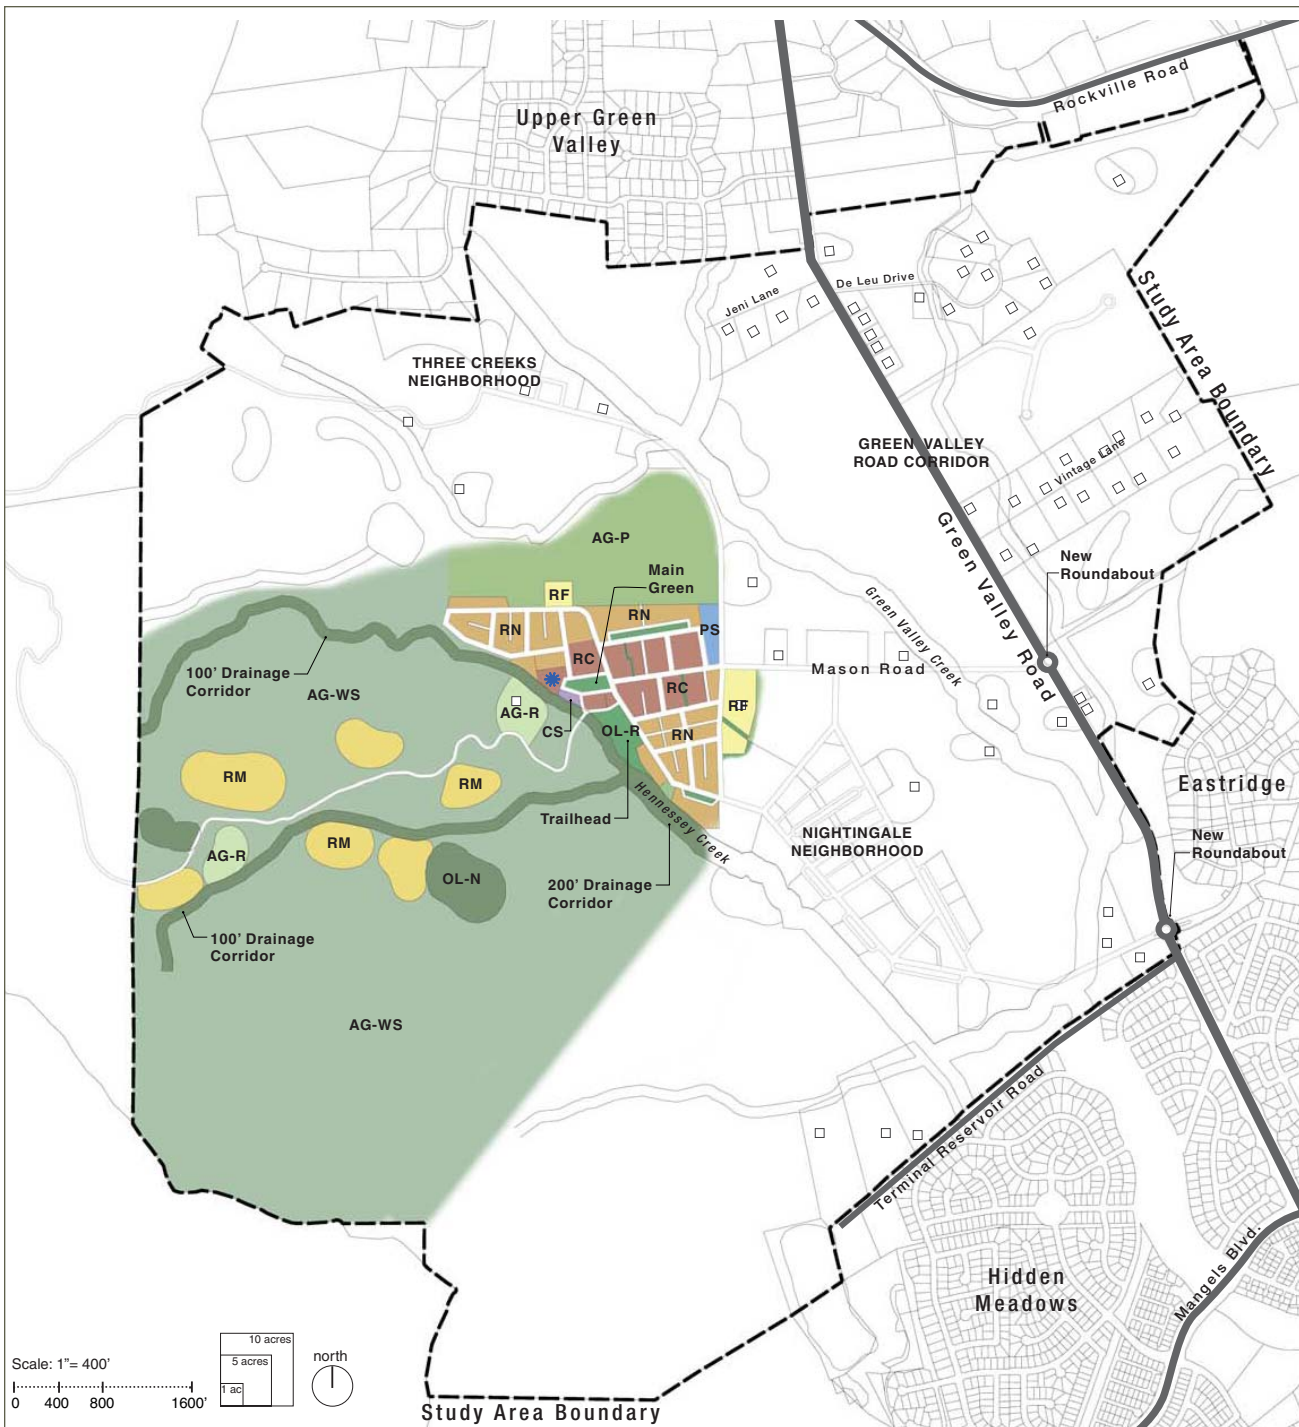 Rockville Road
Upper Green
Valley
Study Area Boundary
De Leu Drive
Jeni Lane
THREE CREEKS
NEIGHBORHOOD
GREEN VALLEY
ROAD CORRIDOR
Vintage Lane
Green Valley Road
AG-P
New
Roundabout
Main
Green
RF
Green Valley Creek
RN
RN
PS
RC
Mason Road
100' Drainage
Corridor
AG-WS
RC
AG-R
CS
OL-R
RF
RN
RM
RM
Eastridge
Hennessey Creek
Trailhead
NIGHTINGALE
NEIGHBORHOOD
New
Roundabout
RM
AG-R
OL-N
200' Drainage
Corridor
100' Drainage
Corridor
AG-WS
Terminal Reservoir Road
Hidden
Meadows
Mangels Blvd.
10 acres
5 acres
1 ac
north
Scale: 1"= 400'
0 400 800 1600'
Study Area Boundary